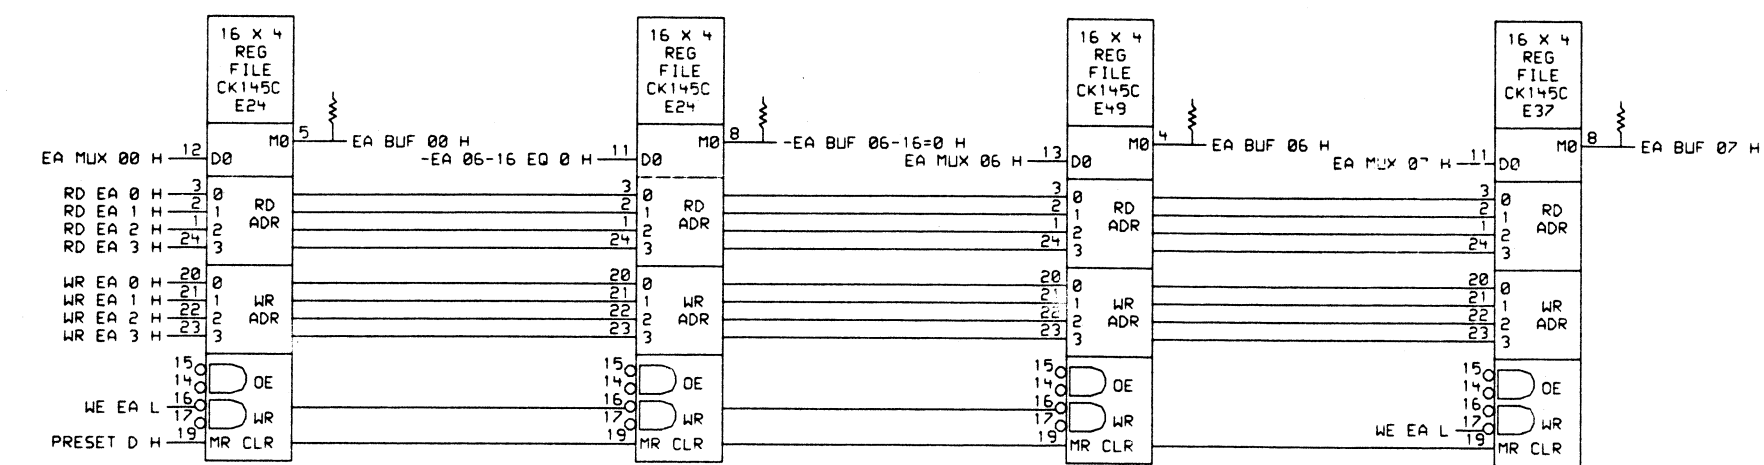 16 X 4
REG
FILE
CK145C
E24
M0
5
EA BUF 00 H
EA MUX 00 H
12
D0
RD EA 0 H
3
0
RD EA 1 H
2
1
RD EA 2 H
1
2
RD EA 3 H
24
3
RD
ADR
WR EA 0 H
20
0
WR EA 1 H
21
1
WR EA 2 H
22
2
WR EA 3 H
23
3
WR
ADR
15
14
OE
WE EA L
16
17
WR
PRESET D H
19
MR CLR
16 X 4
REG
FILE
CK145C
E24
M0
8
-EA BUF 06-16=0 H
-EA 06-16 EQ 0 H
11
D0
3
0
2
1
1
2
24
3
RD
ADR
20
0
21
1
22
2
23
3
WR
ADR
15
14
OE
16
17
WR
19
MR CLR
16 X 4
REG
FILE
CK145C
E49
M0
4
EA BUF 06 H
EA MUX 06 H
13
D0
3
0
2
1
1
2
24
3
RD
ADR
20
0
21
1
22
2
23
3
WR
ADR
15
14
OE
16
17
WR
19
MR CLR
16 X 4
REG
FILE
CK145C
E37
M0
8
EA BUF 07 H
EA MUX 07 H
11
D0
3
0
2
1
1
2
24
3
RD
ADR
20
0
21
1
22
2
23
3
WR
ADR
15
14
OE
16
WE EA L
17
WR
19
MR CLR